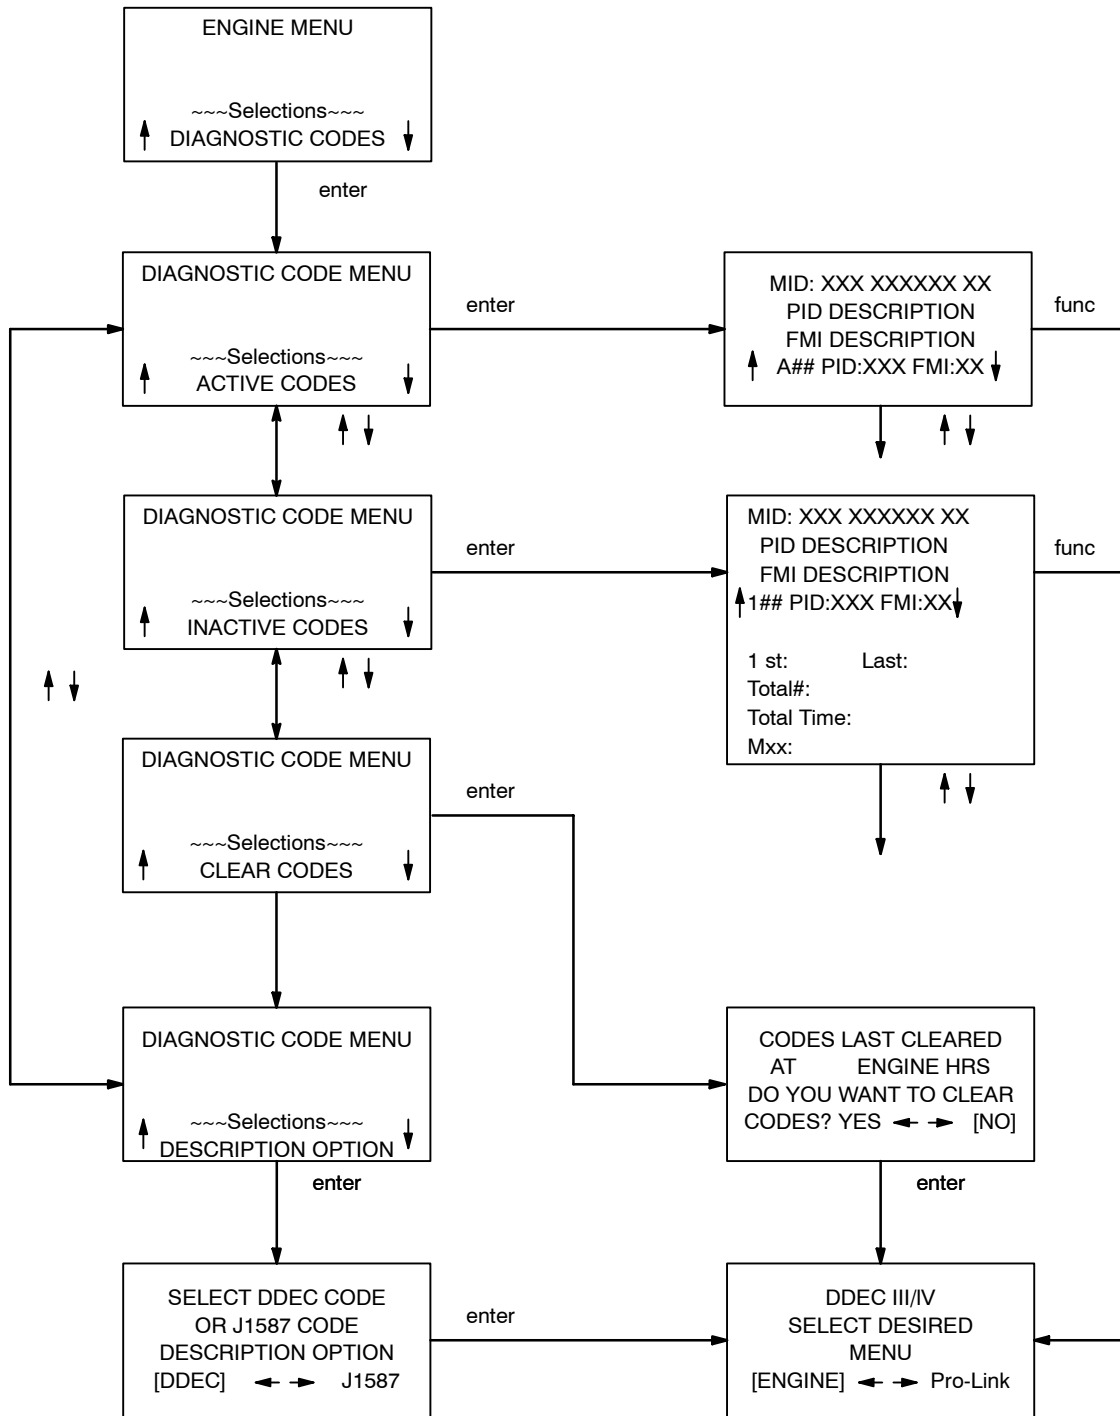 ENGINE MENU
~~~Selections~~~
DIAGNOSTIC CODES
enter
DIAGNOSTIC CODE MENU
~~~Selections~~~
ACTIVE CODES
enter
MID: XXX XXXXXX XX
PID DESCRIPTION
FMI DESCRIPTION
A## PID:XXX FMI:XX
func
DIAGNOSTIC CODE MENU
~~~Selections~~~
INACTIVE CODES
enter
MID: XXX XXXXXX XX
PID DESCRIPTION
FMI DESCRIPTION
1## PID:XXX FMI:XX
1 st: Last:
Total#:
Total Time:
Mxx:
func
DIAGNOSTIC CODE MENU
~~~Selections~~~
CLEAR CODES
enter
DIAGNOSTIC CODE MENU
~~~Selections~~~
DESCRIPTION OPTION
enter
CODES LAST CLEARED
AT ENGINE HRS
DO YOU WANT TO CLEAR
CODES? YES [NO]
enter
SELECT DDEC CODE
OR J1587 CODE
DESCRIPTION OPTION
[DDEC] J1587
enter
DDEC III/IV
SELECT DESIRED
MENU
[ENGINE] Pro-Link